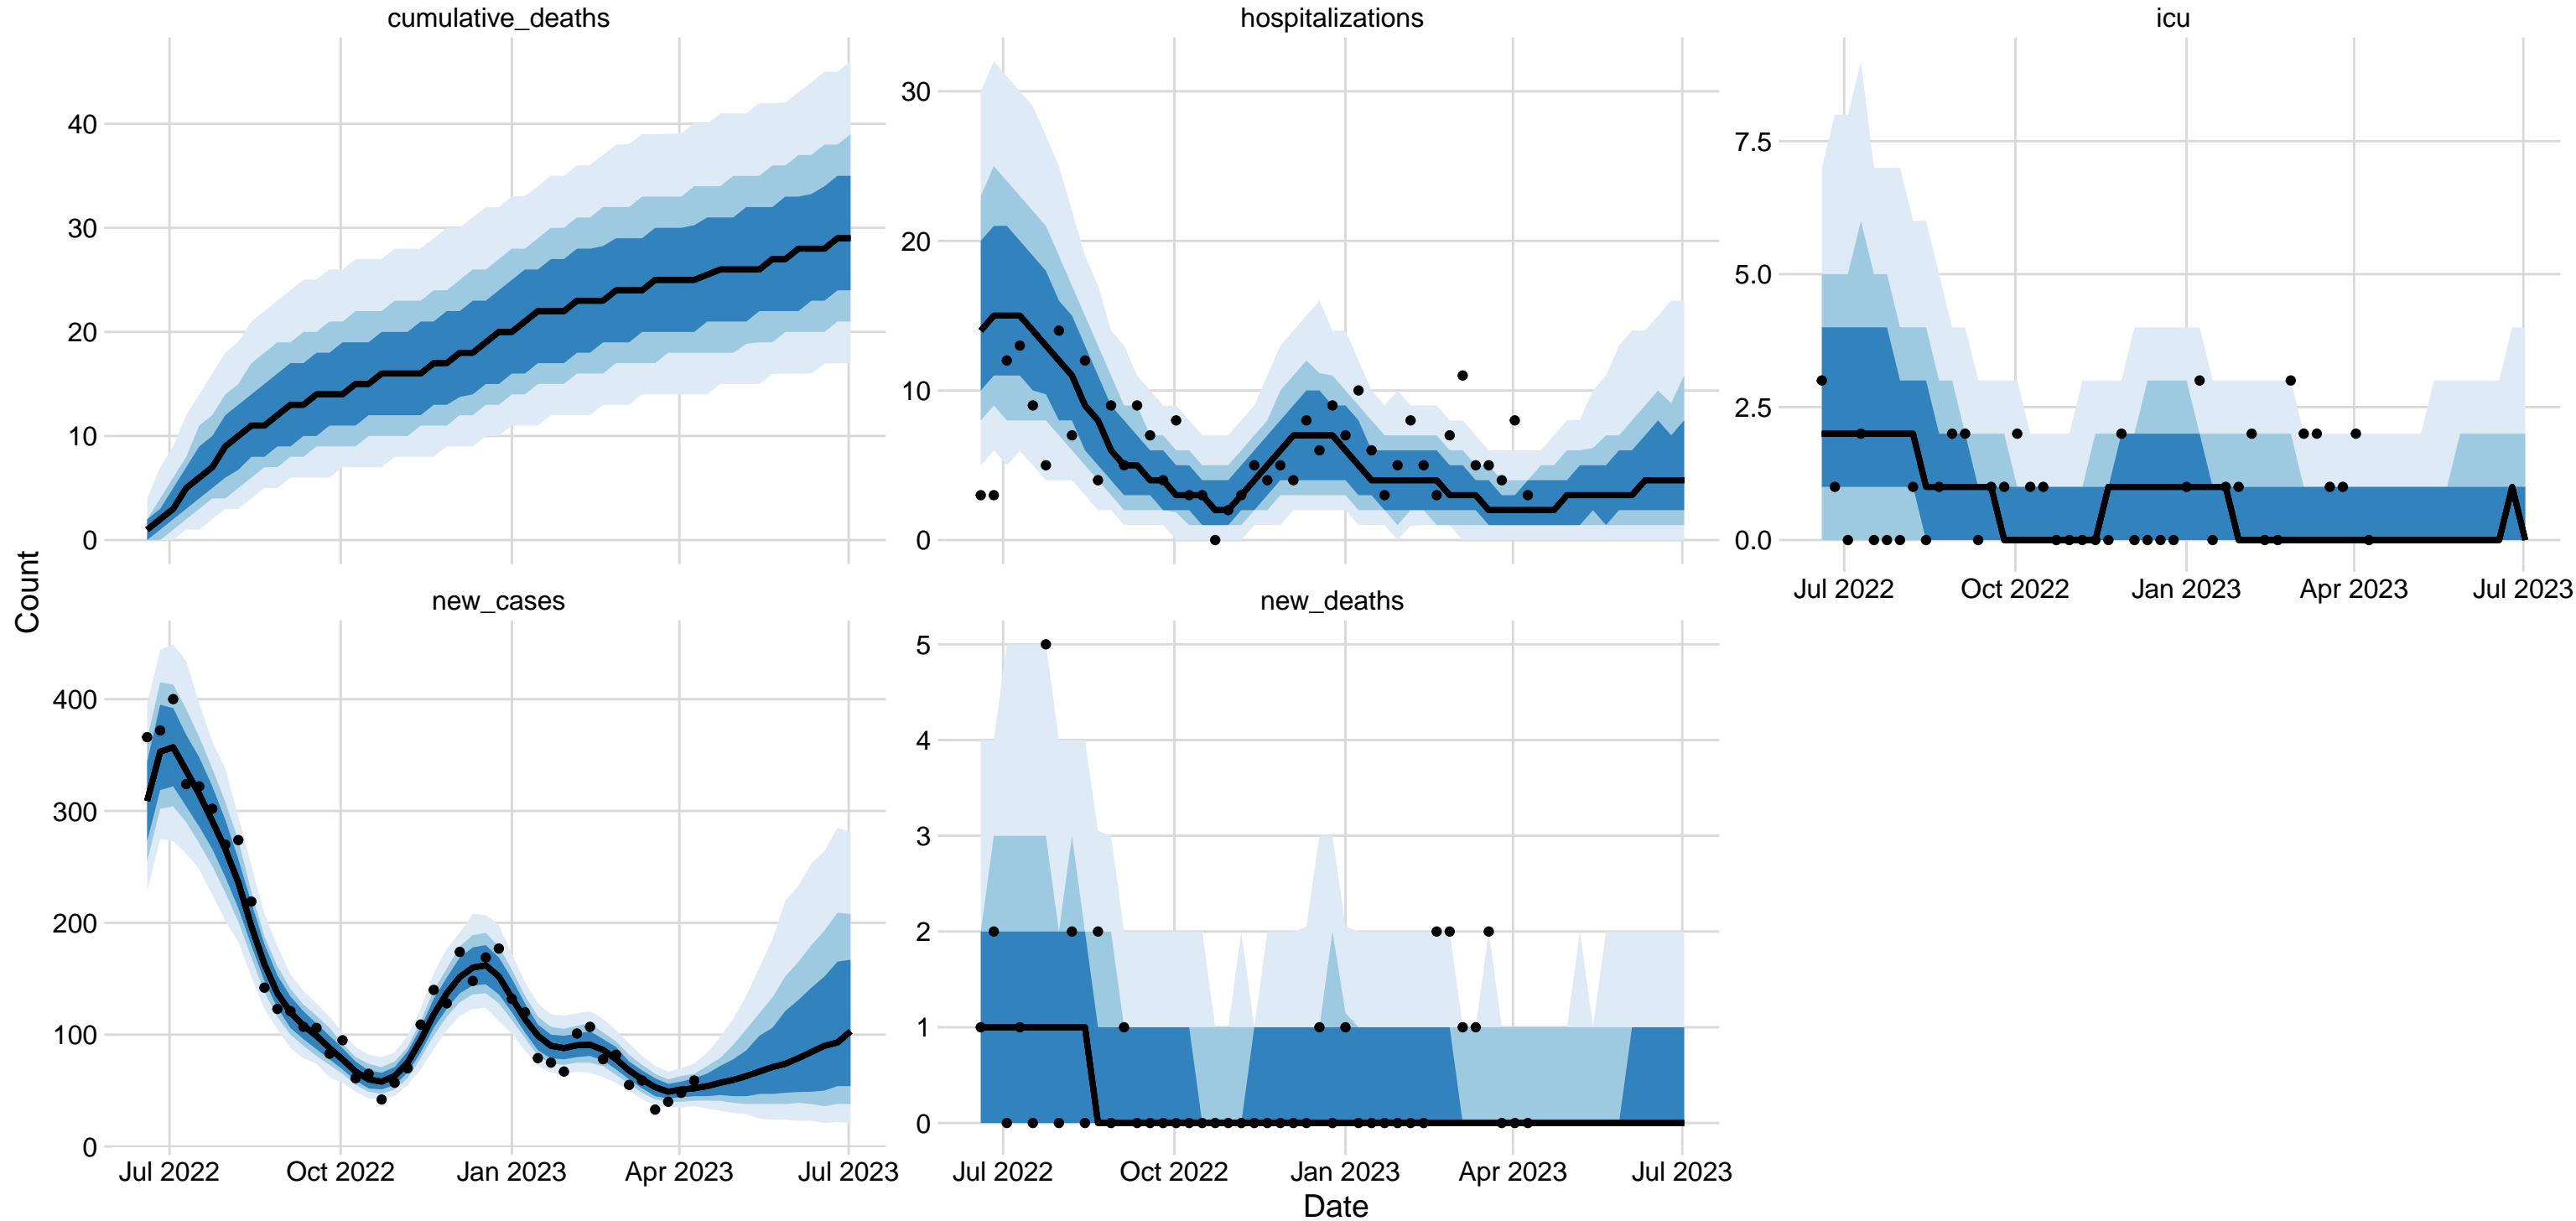 cumulative_deaths
hospitalizations
icu
40
30
20
10
0
30
20
10
0
7.5
5.0
2.5
0.0
Jul 2022 Oct 2022 Jan 2023 Apr 2023 Jul 2023
Count
new_cases
new_deaths
400
300
200
100
0
5
4
3
2
1
0
Jul 2022 Oct 2022 Jan 2023 Apr 2023 Jul 2023
Jul 2022 Oct 2022 Jan 2023 Apr 2023 Jul 2023
Date